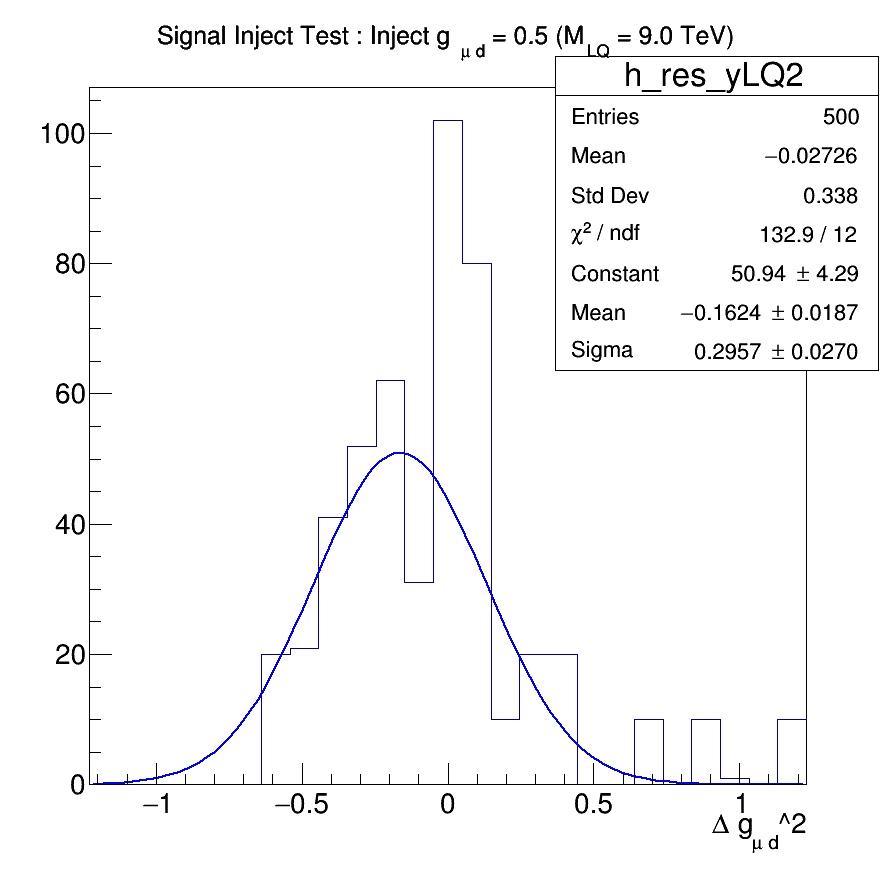 Signal Inject Test : Inject g μ d = 0.5 (M LQ = 9.0 TeV)
h_res_yLQ2
Entries 500
Mean −0.02726
Std Dev 0.338
χ² / ndf 132.9 / 12
Constant 50.94 ± 4.29
Mean −0.1624 ± 0.0187
Sigma 0.2957 ± 0.0270
100
80
60
40
20
0
−1 −0.5 0 0.5 1
Δ g μ d ^2